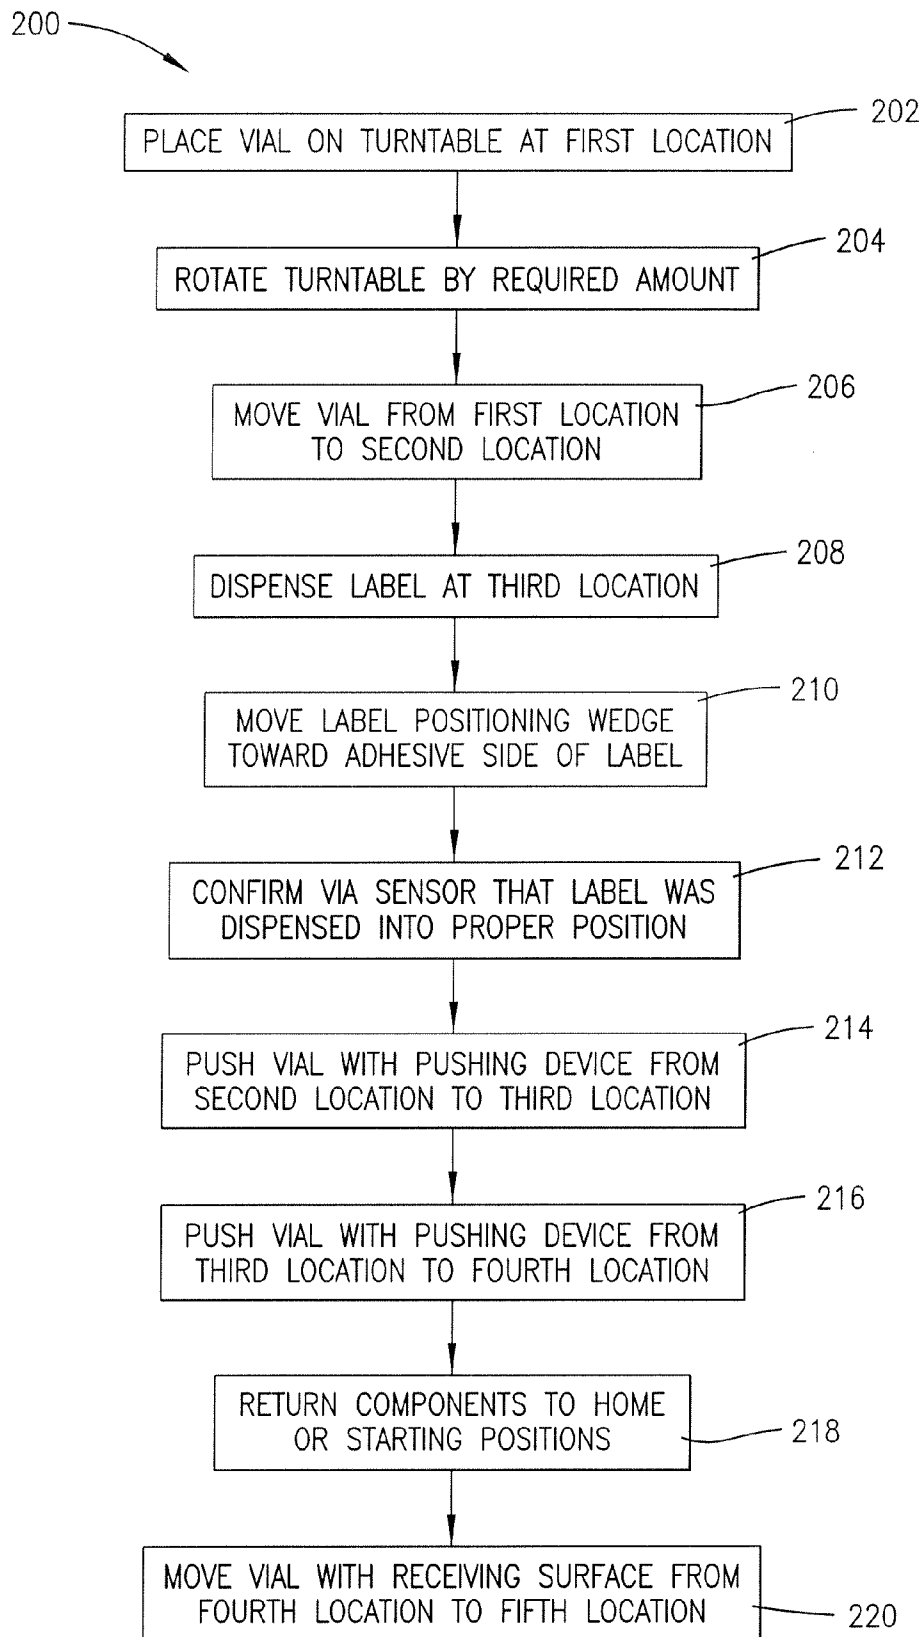 200
PLACE VIAL ON TURNTABLE AT FIRST LOCATION
202
ROTATE TURNTABLE BY REQUIRED AMOUNT
204
MOVE VIAL FROM FIRST LOCATION
TO SECOND LOCATION
206
DISPENSE LABEL AT THIRD LOCATION
208
MOVE LABEL POSITIONING WEDGE
TOWARD ADHESIVE SIDE OF LABEL
210
CONFIRM VIA SENSOR THAT LABEL WAS
DISPENSED INTO PROPER POSITION
212
PUSH VIAL WITH PUSHING DEVICE FROM
SECOND LOCATION TO THIRD LOCATION
214
PUSH VIAL WITH PUSHING DEVICE FROM
THIRD LOCATION TO FOURTH LOCATION
216
RETURN COMPONENTS TO HOME
OR STARTING POSITIONS
218
MOVE VIAL WITH RECEIVING SURFACE FROM
FOURTH LOCATION TO FIFTH LOCATION
220